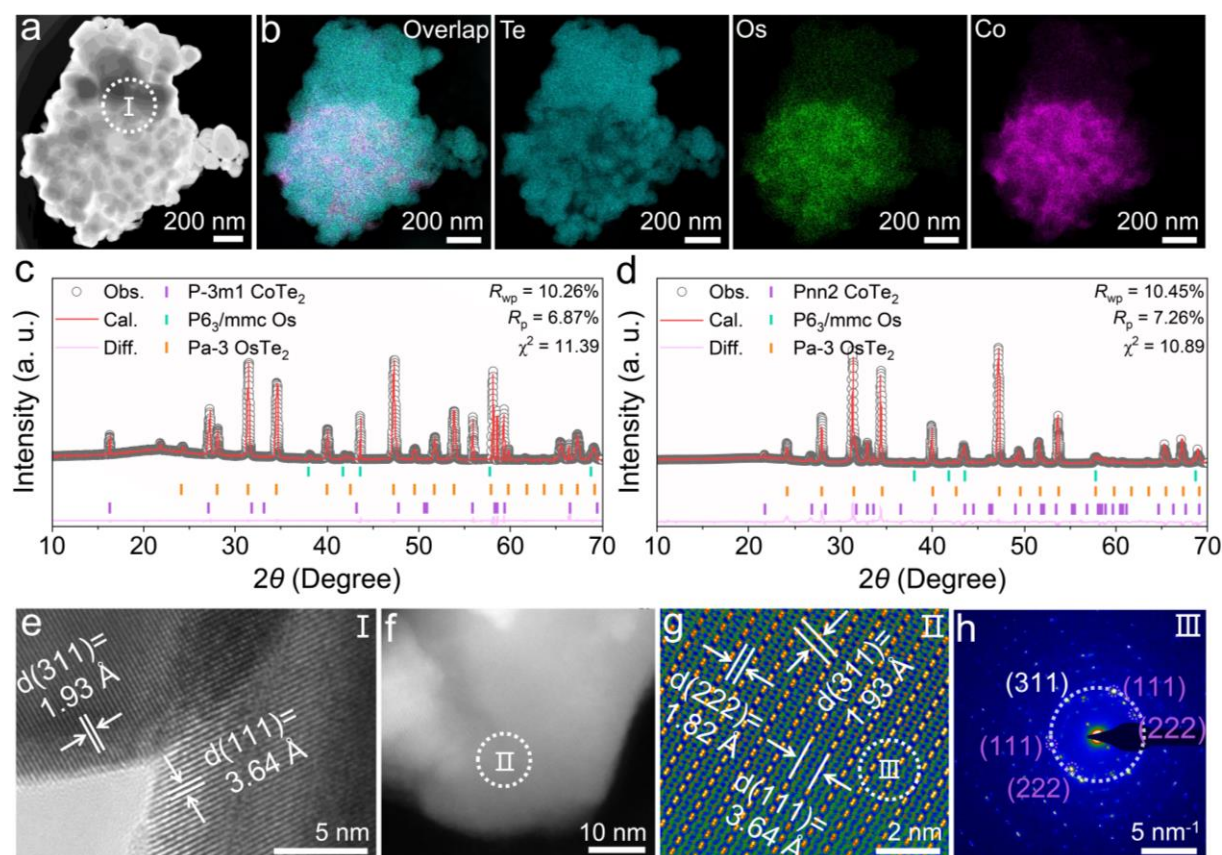 a
I
200 nm
b
Overlap
200 nm
Te
200 nm
Os
200 nm
Co
200 nm
c
Obs.
P-3m1 CoTe₂
R_wp = 10.26%
Cal.
P6₃/mmc Os
R_p = 6.87%
Diff.
Pa-3 OsTe₂
χ² = 11.39
Intensity (a. u.)
10 20 30 40 50 60 70
2θ (Degree)
d
Obs.
Pnn2 CoTe₂
R_wp = 10.45%
Cal.
P6₃/mmc Os
R_p = 7.26%
Diff.
Pa-3 OsTe₂
χ² = 10.89
Intensity (a. u.)
10 20 30 40 50 60 70
2θ (Degree)
e
I
d(311)=
1.93 Å
d(111)=
3.64 Å
5 nm
f
II
10 nm
g
II
d(222)=
1.82 Å
d(311)=
1.93 Å
d(111)=
3.64 Å
III
2 nm
h
III
(311)
(111)
(222)
(111)
(222)
5 nm⁻¹